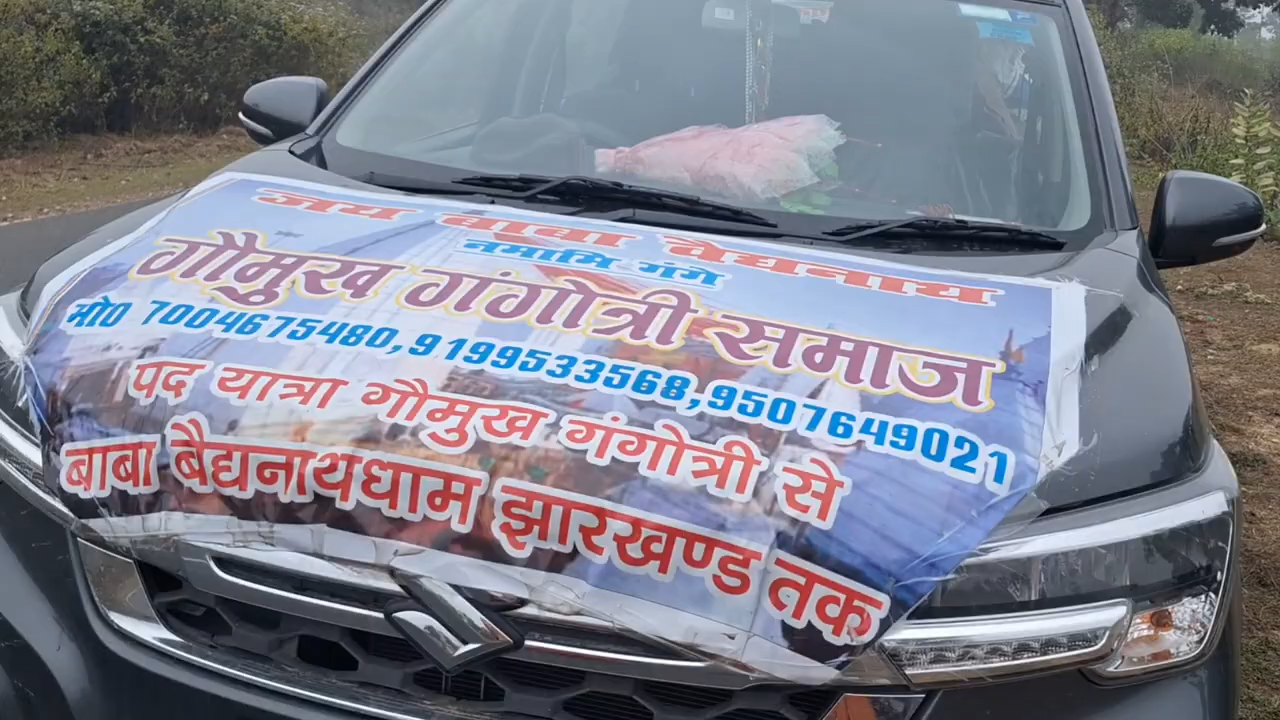 जय बाबा वैद्यनाथ
नमामि गंगे
गौमुख गंगोत्री समाज
मो0 7004675480,9199533568,9507649021
पद यात्रा गौमुख गंगोत्री से
बाबा बैद्यनाथधाम झारखण्ड तक